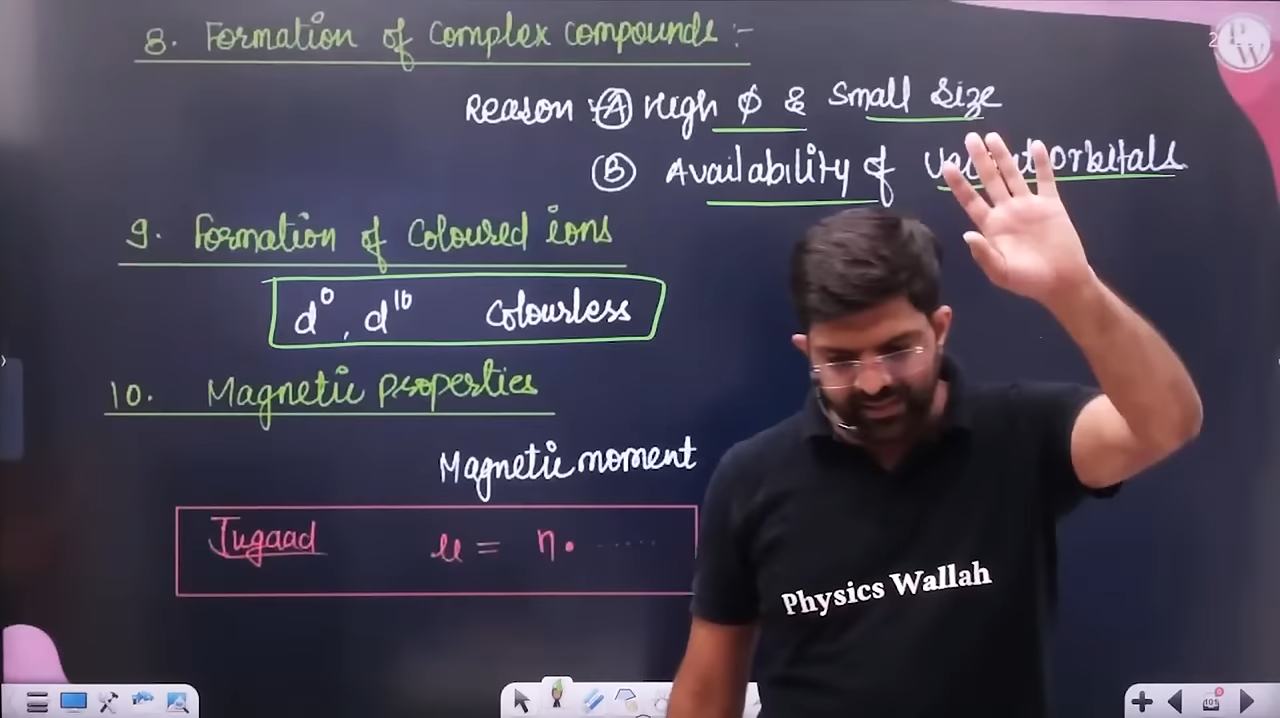 8. Formation of Complex compounds :-
Reason :- (A) High ϕ & Small Size
(B) Availability of orbitals
9. Formation of Coloured ions
d⁰, d¹⁰ Colourless
10. Magnetic properties
Magnetic moment
Jugaad μ = n. .....
Physics Wallah
PW